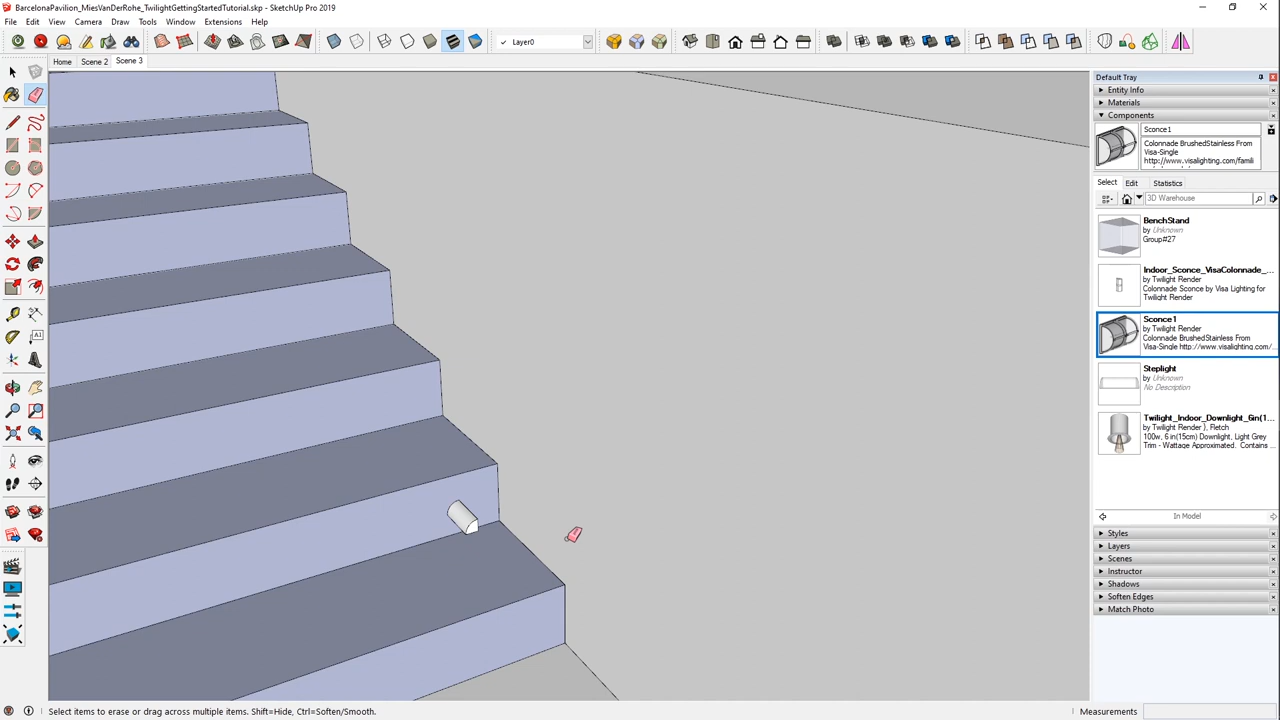 BarcelonaPavilion_MiesVanDerRohe_TwilightGettingStartedTutorial.skp - SketchUp Pro 2019
File Edit View Camera Draw Tools Window Extensions Help
Layer0
Home Scene 2 Scene 3
Default Tray
Entity Info
Materials
Components
Sconce1
Colonnade BrushedStainless From
Visa-Single
http://www.visalighting.com/famili
Select Edit Statistics
3D Warehouse
BenchStand
by Unknown
Group#27
Indoor_Sconce_VisaColonnade_...
by Twilight Render
Colonnade Sconce by Visa Lighting for
Twilight Render
Sconce1
by Twilight Render
Colonnade BrushedStainless From
Visa-Single http://www.visalighting.com/...
Steplight
by Unknown
No Description
Twilight_Indoor_Downlight_6in(1...
by Twilight Render }, Fletch
100w, 6 in(15cm) Downlight, Light Grey
Trim - Wattage Approximated. Contains ...
In Model
Styles
Layers
Scenes
Instructor
Shadows
Soften Edges
Match Photo
Select items to erase or drag across multiple items. Shift=Hide, Ctrl=Soften/Smooth.
Measurements